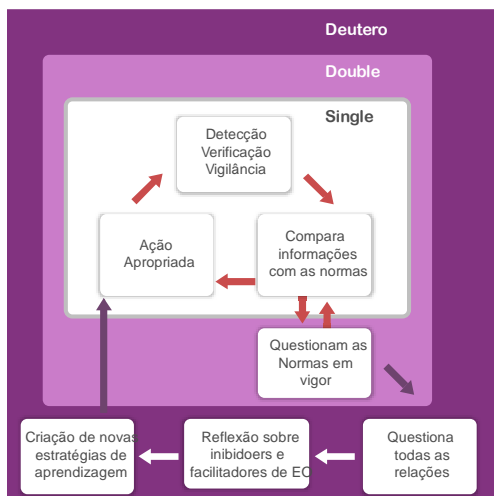 Deutero
Double
Single
Detecção
Verificação
Vigilância
Ação
Apropriada
Compara
informações
com as normas
Questionam as
Normas em
vigor
Criação de novas
estratégias de
aprendizagem
Reflexão sobre
inibidoers e
facilitadores de EO
Questiona
todas as
relações